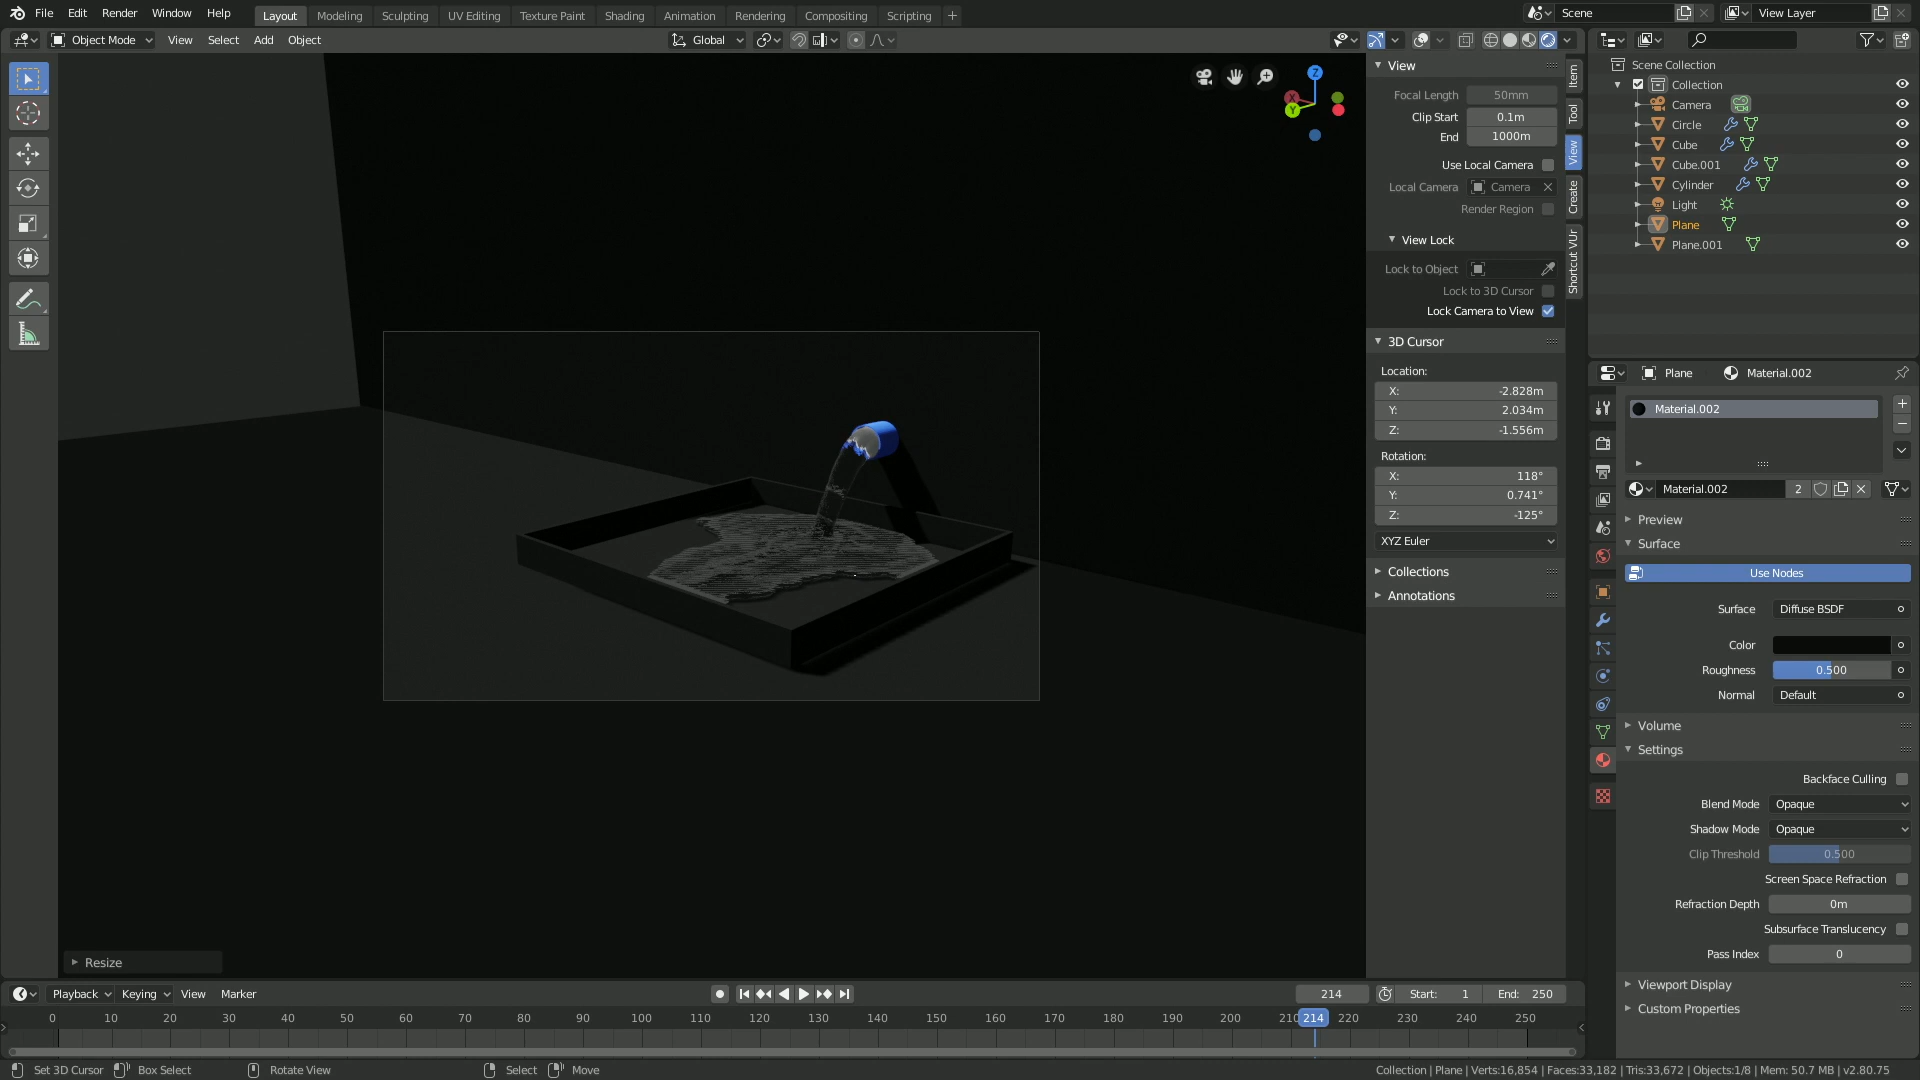 File Edit Render Window Help Layout Modeling Sculpting UV Editing Texture Paint Shading Animation Rendering Compositing Scripting + Scene View Layer
Object Mode View Select Add Object Global
View
Focal Length 50mm
Clip Start 0.1m
End 1000m
Use Local Camera
Local Camera Camera
Render Region
View Lock
Lock to Object
Lock to 3D Cursor
Lock Camera to View
3D Cursor
Location:
X: -2.828m
Y: 2.034m
Z: -1.556m
Rotation:
X: 118°
Y: 0.741°
Z: -125°
XYZ Euler
Collections
Annotations
Item
Tool
View
Create
Shortcut VUr
X
Y
Z
Scene Collection
Collection
Camera
Circle
Cube
Cube.001
Cylinder
Light
Plane
Plane.001
Plane Material.002
Material.002
Material.002 2
Preview
Surface
Use Nodes
Surface Diffuse BSDF
Color
Roughness 0.500
Normal Default
Volume
Settings
Backface Culling
Blend Mode Opaque
Shadow Mode Opaque
Clip Threshold 0.500
Screen Space Refraction
Refraction Depth 0m
Subsurface Translucency
Pass Index 0
Viewport Display
Custom Properties
Resize
Playback Keying View Marker 214 Start: 1 End: 250
0 10 20 30 40 50 60 70 80 90 100 110 120 130 140 150 160 170 180 190 200 210 214 220 230 240 250
Set 3D Cursor Box Select Rotate View Select Move Collection | Plane | Verts:16,854 | Faces:33,182 | Tris:33,672 | Objects:1/8 | Mem: 50.7 MB | v2.80.75